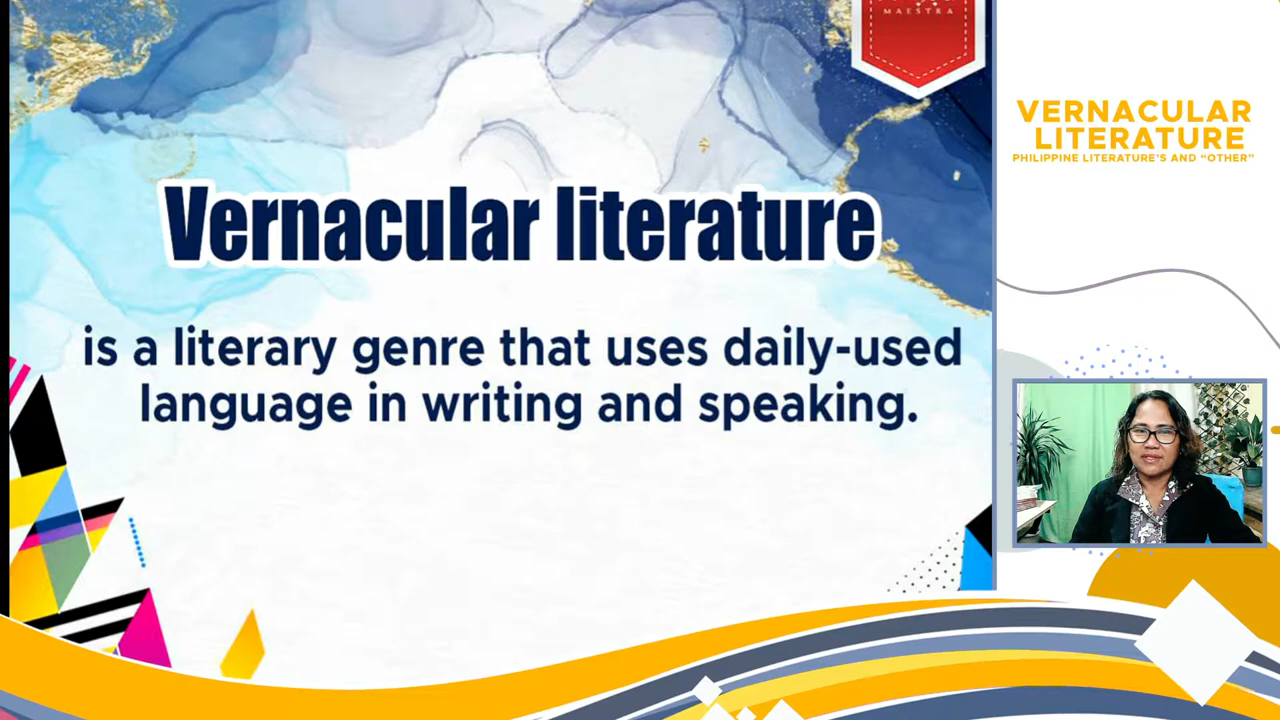 MAESTRA
Vernacular literature
is a literary genre that uses daily-used
language in writing and speaking.
VERNACULAR
LITERATURE
PHILIPPINE LITERATURE'S AND “OTHER”